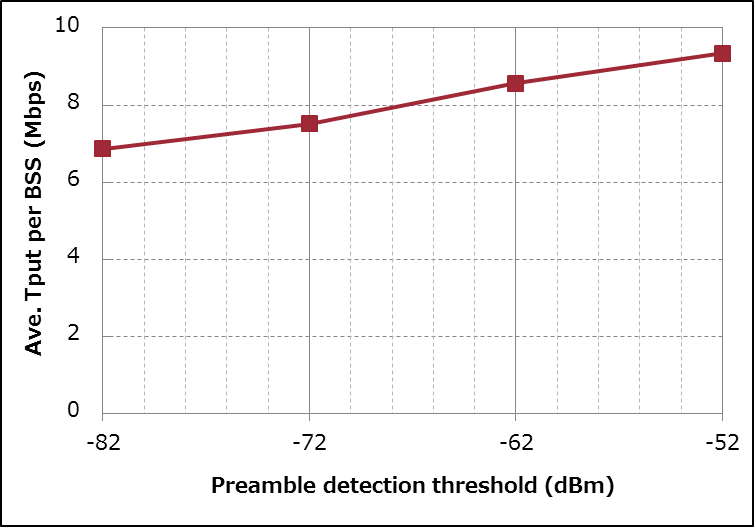 10
8
6
4
2
0
Ave. Tput per BSS (Mbps)
-82 -72 -62 -52
Preamble detection threshold (dBm)